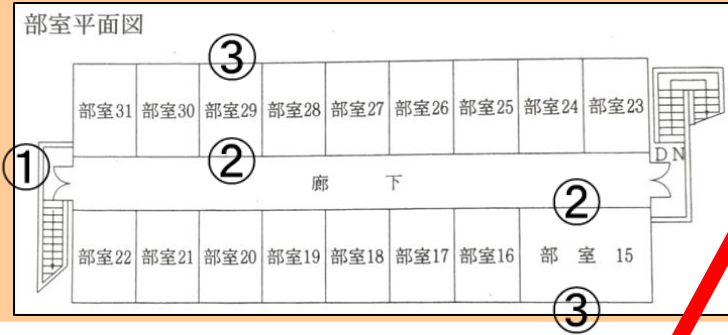 部室平面図
③
部室31 部室30 部室29 部室28 部室27 部室26 部室25 部室24 部室23
① ② DN
廊下
②
部室22 部室21 部室20 部室19 部室18 部室17 部室16 部室15
③